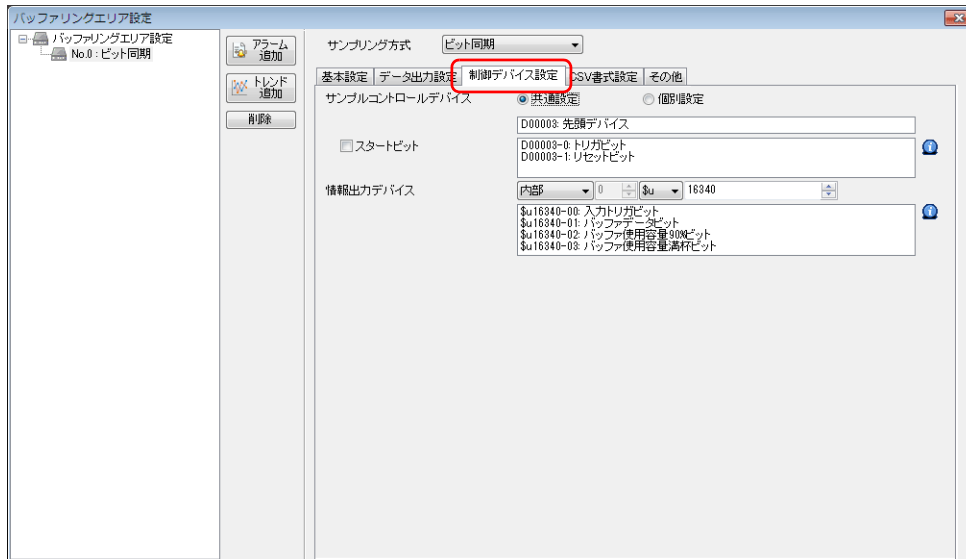 バッファリングエリア設定
バッファリングエリア設定
No.0 : ビット同期
アラーム
追加
トレンド
追加
削除
サンプリング方式 ビット同期
基本設定 データ出力設定 制御デバイス設定 CSV書式設定 その他
サンプルコントロールデバイス 共通設定 個別設定
D00003: 先頭デバイス
スタートビット
D00003-0: トリガビット
D00003-1: リセットビット
情報出力デバイス 内部 0 $u 16340
$u16340-00: 入力トリガビット
$u16340-01: バッファデータビット
$u16340-02: バッファ使用容量90%ビット
$u16340-03: バッファ使用容量満杯ビット